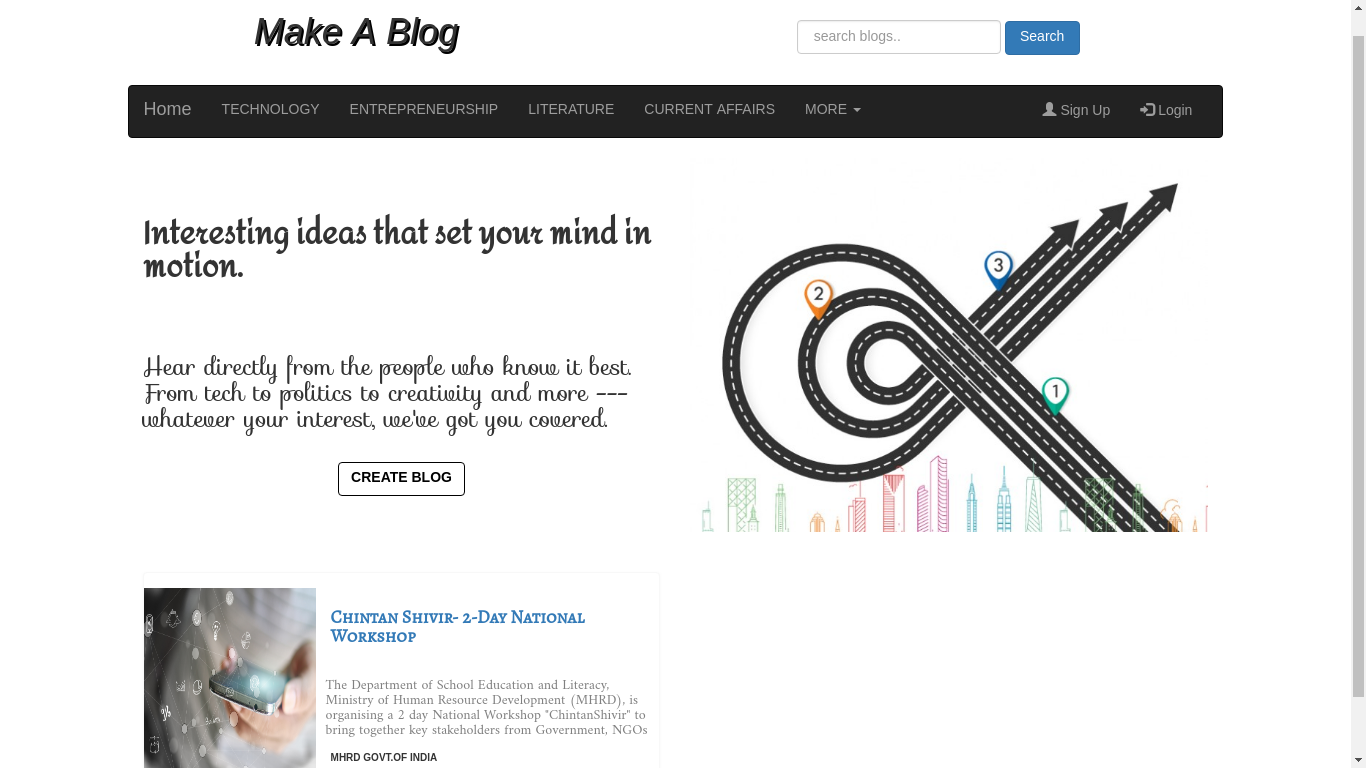 Make A Blog
search blogs..
Search
Home
TECHNOLOGY
ENTREPRENEURSHIP
LITERATURE
CURRENT AFFAIRS
MORE
Sign Up
Login
Interesting ideas that set your mind in
motion.
Hear directly from the people who know it best.
From tech to politics to creativity and more ---
whatever your interest, we've got you covered.
CREATE BLOG
2
3
1
Chintan Shivir- 2-Day National
Workshop
The Department of School Education and Literacy,
Ministry of Human Resource Development (MHRD), is
organising a 2 day National Workshop "ChintanShivir" to
bring together key stakeholders from Government, NGOs
MHRD GOVT.OF INDIA